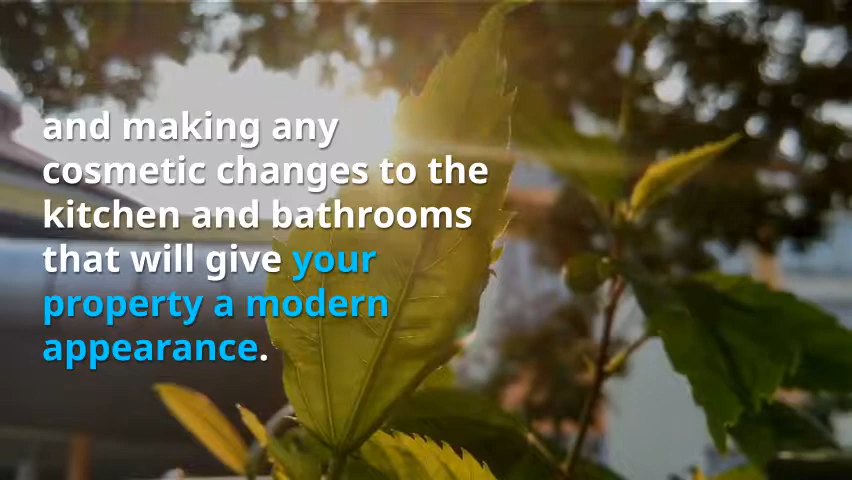 and making any
cosmetic changes to the
kitchen and bathrooms
that will give your
property a modern
appearance.